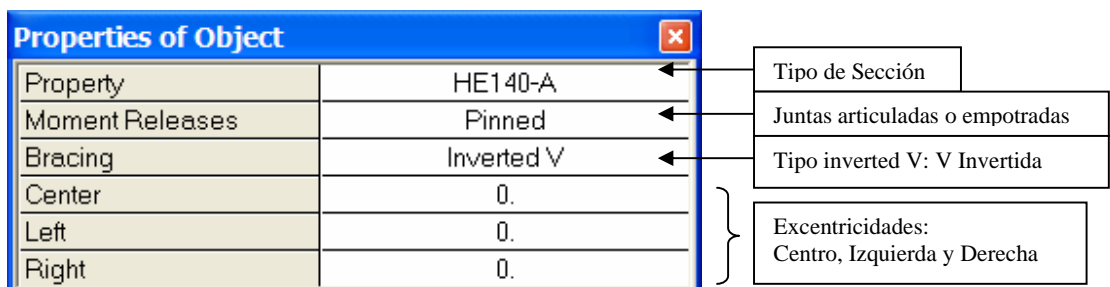 Properties of Object
Property HE140-A Tipo de Sección
Moment Releases Pinned Juntas articuladas o empotradas
Bracing Inverted V Tipo inverted V: V Invertida
Center 0.
Left 0. Excentricidades:
Right 0. Centro, Izquierda y Derecha